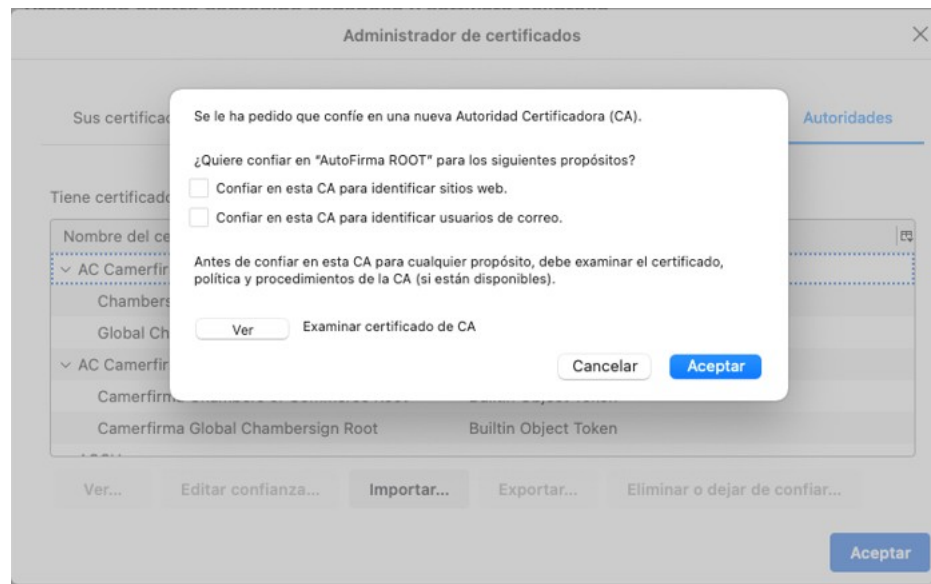 Administrador de certificados
Sus certificad
Autoridades
Se le ha pedido que confíe en una nueva Autoridad Certificadora (CA).
¿Quiere confiar en "AutoFirma ROOT" para los siguientes propósitos?
Confiar en esta CA para identificar sitios web.
Confiar en esta CA para identificar usuarios de correo.
Antes de confiar en esta CA para cualquier propósito, debe examinar el certificado,
política y procedimientos de la CA (si están disponibles).
Ver Examinar certificado de CA
Cancelar Aceptar
Tiene certificado
Nombre del ce
AC Camerfir
Chambers
Global Ch
AC Camerfir
Camerfirma Chambers of Commerce Root Builtin Object Token
Camerfirma Global Chambersign Root Builtin Object Token
Ver... Editar confianza... Importar... Exportar... Eliminar o dejar de confiar...
Aceptar